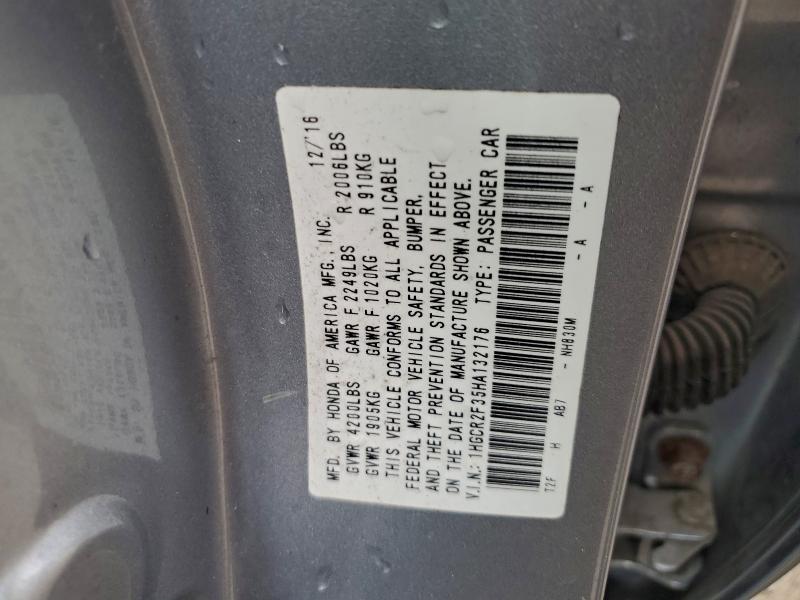 MFD. BY HONDA OF AMERICA MFG., INC. 12/'16
GVWR 4200LBS GAWR F 2249LBS R 2006LBS
GVWR 1905KG GAWR F 1020KG R 910KG
THIS VEHICLE CONFORMS TO ALL APPLICABLE
FEDERAL MOTOR VEHICLE SAFETY, BUMPER,
AND THEFT PREVENTION STANDARDS IN EFFECT
ON THE DATE OF MANUFACTURE SHOWN ABOVE.
V.I.N.: 1HGCR2F35HA132176 TYPE: PASSENGER CAR
T2F H AB7 - NH830M - A - A